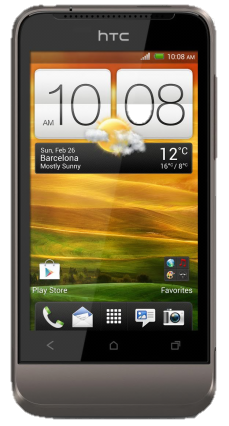 hTC
10:08 AM
AM 10 08
Sun, Feb 26
Barcelona
Mostly Sunny
12°C
16°/ 8°
Play Store
Favorites